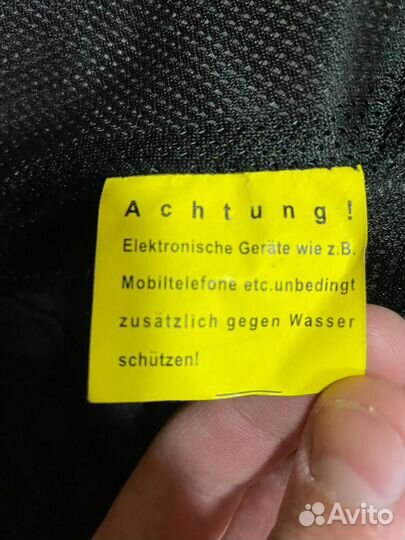 Achtung!
Elektronische Geräte wie z.B.
Mobiltelefone etc.unbedingt
zusätzlich gegen Wasser
schützen!
Avito